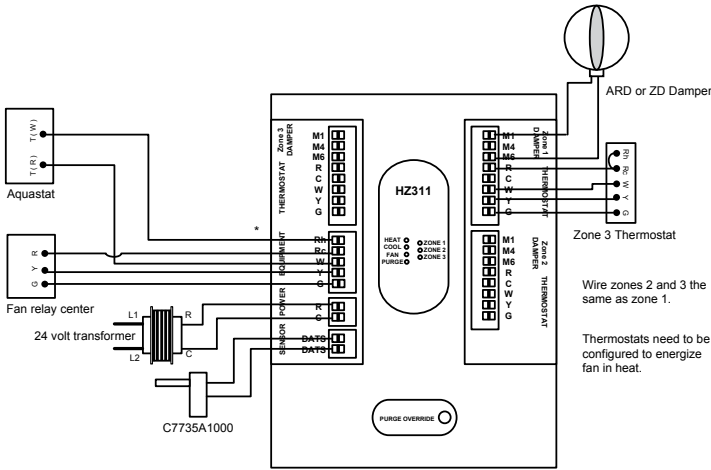 ARD or ZD Damper
T(W)
T(R)
Aquastat
R
Y
G
Fan relay center
L1
L2
R
C
24 volt transformer
C7735A1000
*
Zone 3
DAMPER
THERMOSTAT
M1
M4
M6
R
C
W
Y
G
EQUIPMENT
Rh
Rc
W
Y
G
POWER
R
C
SENSOR
DATS
DATS
HZ311
HEAT
COOL
FAN
PURGE
ZONE 1
ZONE 2
ZONE 3
PURGE OVERRIDE
M1
M4
M6
R
C
W
Y
G
Zone 1
DAMPER
THERMOSTAT
M1
M4
M6
R
C
W
Y
G
Zone 2
DAMPER
THERMOSTAT
Rh
Rc
W
Y
G
Zone 3 Thermostat
Wire zones 2 and 3 the
same as zone 1.
Thermostats need to be
configured to energize
fan in heat.